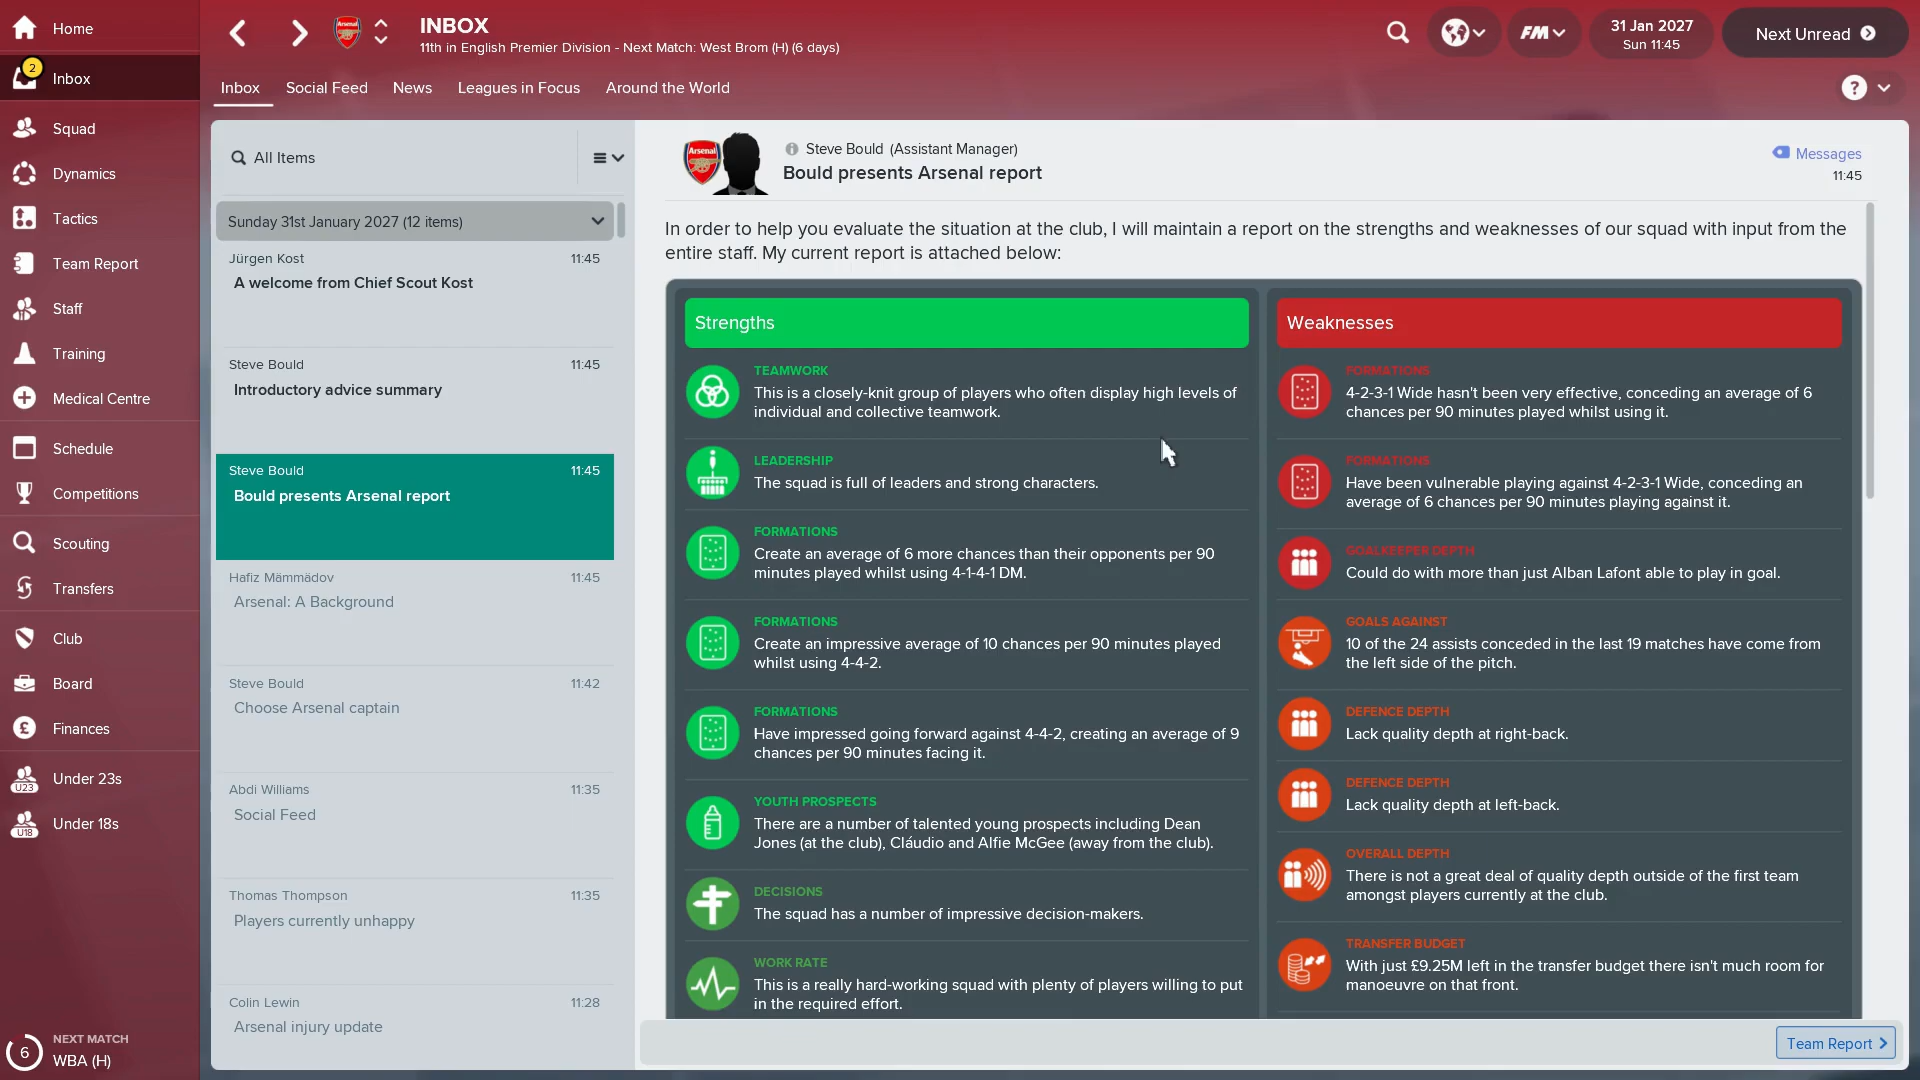 Home
2
Inbox
Squad
Dynamics
Tactics
Team Report
Staff
Training
Medical Centre
Schedule
Competitions
Scouting
Transfers
Club
Board
£
Finances
U23
Under 23s
U18
Under 18s
6
NEXT MATCH
WBA (H)
Arsenal
INBOX
11th in English Premier Division - Next Match: West Brom (H) (6 days)
FM
31 Jan 2027
Sun 11:45
Next Unread
Inbox
Social Feed
News
Leagues in Focus
Around the World
?
All Items
Sunday 31st January 2027 (12 items)
Jürgen Kost
11:45
A welcome from Chief Scout Kost
Steve Bould
11:45
Introductory advice summary
Steve Bould
11:45
Bould presents Arsenal report
Hafiz Mämmädov
11:45
Arsenal: A Background
Steve Bould
11:42
Choose Arsenal captain
Abdi Williams
11:35
Social Feed
Thomas Thompson
11:35
Players currently unhappy
Colin Lewin
11:28
Arsenal injury update
Arsenal
Steve Bould (Assistant Manager)
Bould presents Arsenal report
Messages
11:45
In order to help you evaluate the situation at the club, I will maintain a report on the strengths and weaknesses of our squad with input from the
entire staff. My current report is attached below:
Strengths
TEAMWORK
This is a closely-knit group of players who often display high levels of
individual and collective teamwork.
LEADERSHIP
The squad is full of leaders and strong characters.
FORMATIONS
Create an average of 6 more chances than their opponents per 90
minutes played whilst using 4-1-4-1 DM.
FORMATIONS
Create an impressive average of 10 chances per 90 minutes played
whilst using 4-4-2.
FORMATIONS
Have impressed going forward against 4-4-2, creating an average of 9
chances per 90 minutes facing it.
YOUTH PROSPECTS
There are a number of talented young prospects including Dean
Jones (at the club), Cláudio and Alfie McGee (away from the club).
DECISIONS
The squad has a number of impressive decision-makers.
WORK RATE
This is a really hard-working squad with plenty of players willing to put
in the required effort.
Weaknesses
FORMATIONS
4-2-3-1 Wide hasn't been very effective, conceding an average of 6
chances per 90 minutes played whilst using it.
FORMATIONS
Have been vulnerable playing against 4-2-3-1 Wide, conceding an
average of 6 chances per 90 minutes playing against it.
GOALKEEPER DEPTH
Could do with more than just Alban Lafont able to play in goal.
GOALS AGAINST
10 of the 24 assists conceded in the last 19 matches have come from
the left side of the pitch.
DEFENCE DEPTH
Lack quality depth at right-back.
DEFENCE DEPTH
Lack quality depth at left-back.
OVERALL DEPTH
There is not a great deal of quality depth outside of the first team
amongst players currently at the club.
TRANSFER BUDGET
With just £9.25M left in the transfer budget there isn't much room for
manoeuvre on that front.
Team Report